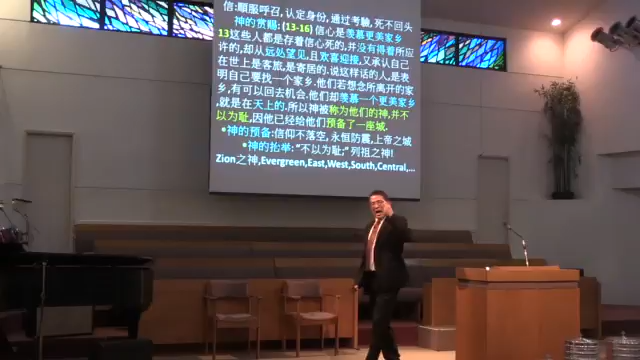 信:顺服呼召, 认定身份, 通过考验, 死不回头
神的赏赐: (13-16) 信心是羡慕更美家乡
13这些人都是存着信心死的,并没有得着所应
许的, 却从远处望见,且欢喜迎接,又承认自己
在世上是客旅,是寄居的.说这样话的人,是表
明自己要找一个家乡.他们若想念所离开的家
乡,有可以回去机会.他们却羡慕一个更美家乡
,就是在天上的.所以神被称为他们的神,并不
以为耻,因他已经给他们预备了一座城.
•神的预备:信仰不落空, 永恒防震,上帝之城
•神的抬举: "不以为耻;" 列祖之神!
Zion之神,Evergreen,East,West,South,Central,...